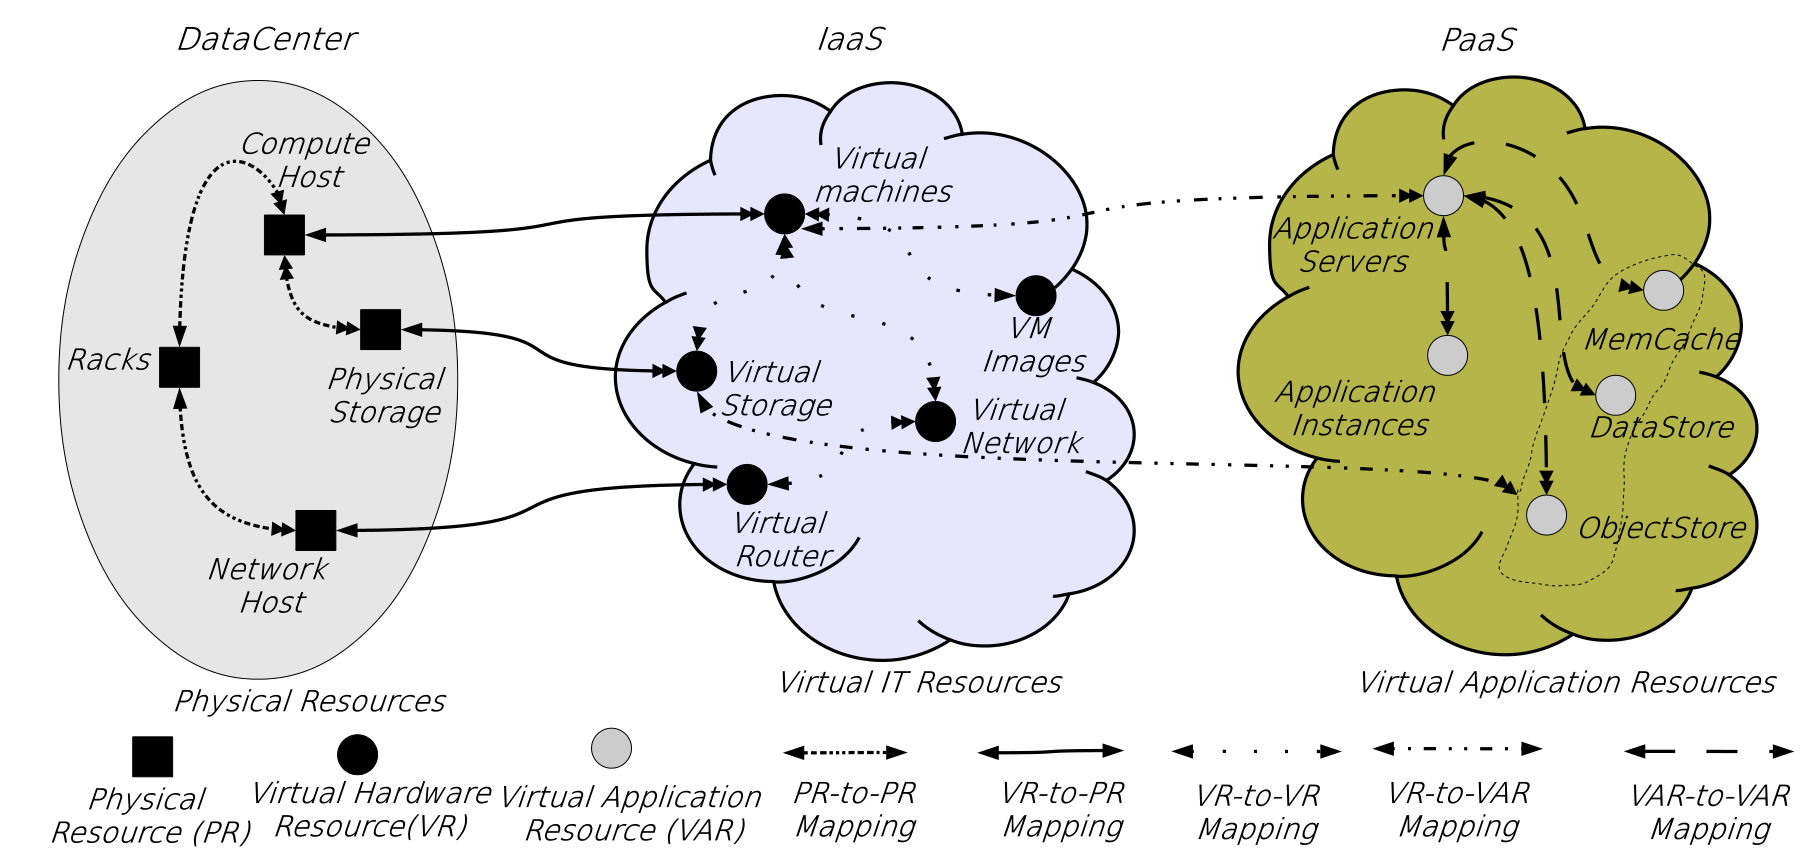 DataCenter
IaaS
PaaS
Compute
Host
Racks
Physical
Storage
Network
Host
Physical Resources
Virtual
machines
VM
Images
Virtual
Storage
Virtual
Network
Virtual
Router
Virtual IT Resources
Application
Servers
MemCache
Application
Instances
DataStore
ObjectStore
Virtual Application Resources
Physical
Resource (PR)
Virtual Hardware
Resource(VR)
Virtual Application
Resource (VAR)
PR-to-PR
Mapping
VR-to-PR
Mapping
VR-to-VR
Mapping
VR-to-VAR
Mapping
VAR-to-VAR
Mapping